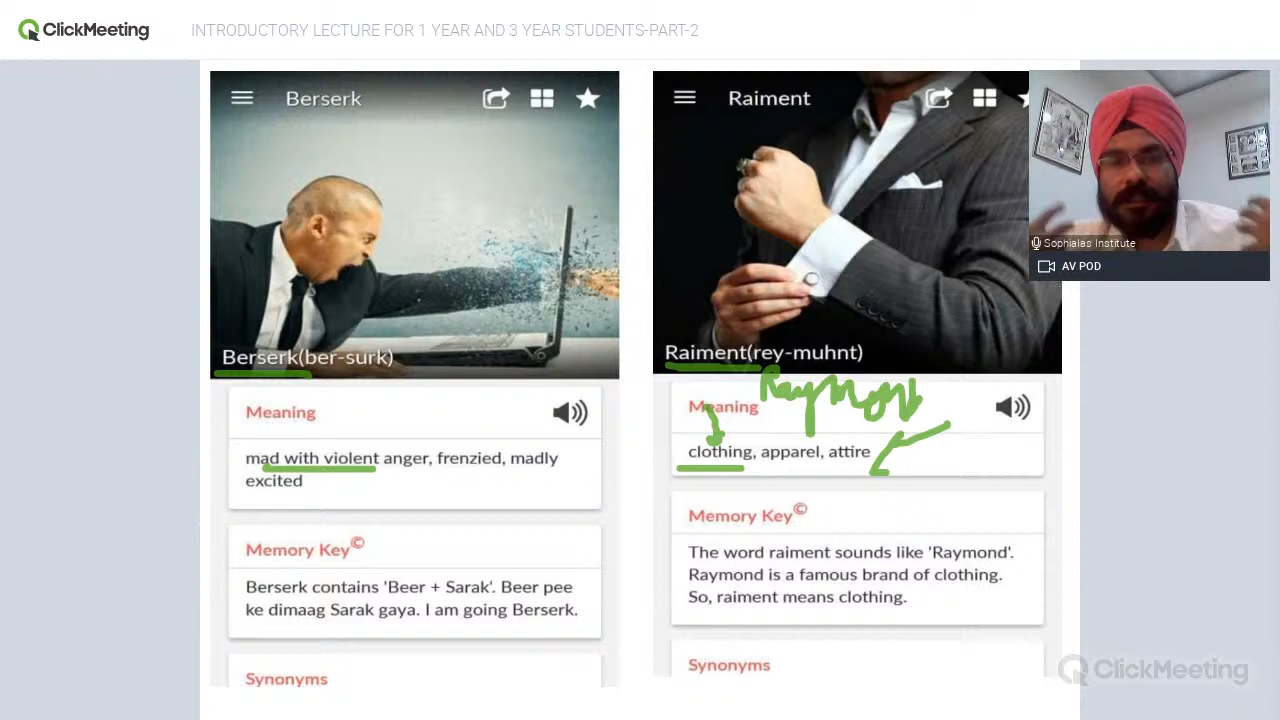 ClickMeeting
INTRODUCTORY LECTURE FOR 1 YEAR AND 3 YEAR STUDENTS-PART-2
Berserk
Berserk(ber-surk)
Meaning
mad with violent anger, frenzied, madly
excited
Memory Key©
Berserk contains 'Beer + Sarak'. Beer pee
ke dimaag Sarak gaya. I am going Berserk.
Synonyms
Raiment
Raiment(rey-muhnt)
Raymond
Meaning
clothing, apparel, attire
Memory Key©
The word raiment sounds like 'Raymond'.
Raymond is a famous brand of clothing.
So, raiment means clothing.
Synonyms
Sophialas Institute
AV POD
ClickMeeting